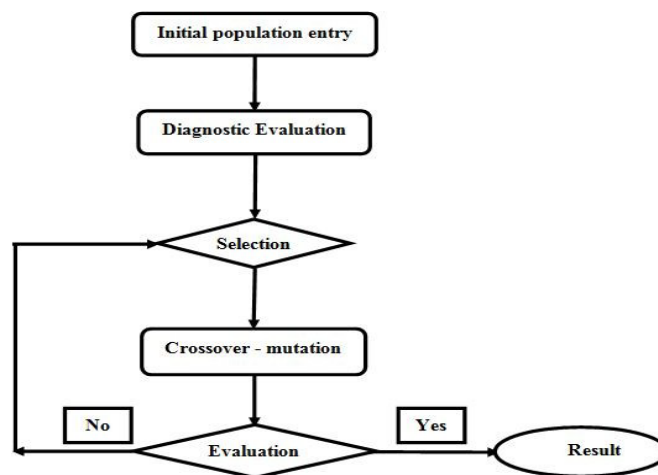 Initial population entry
Diagnostic Evaluation
Selection
Crossover - mutation
No
Yes
Evaluation
Result